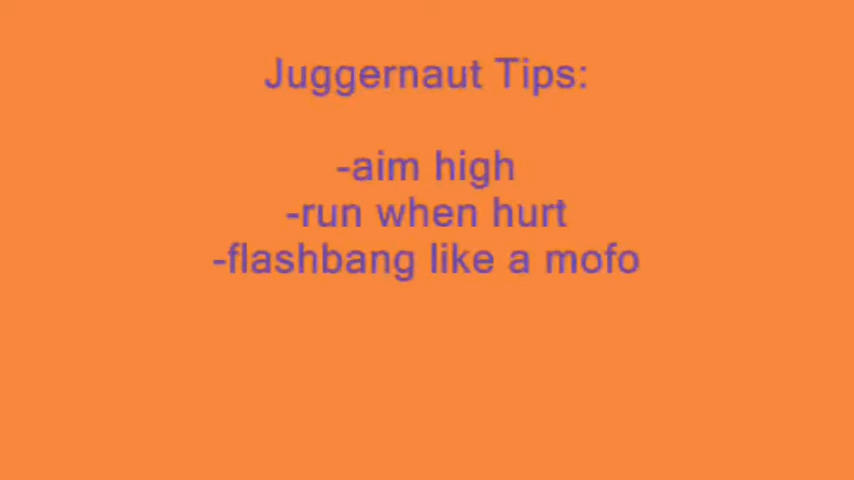 Juggernaut Tips:
-aim high
-run when hurt
-flashbang like a mofo